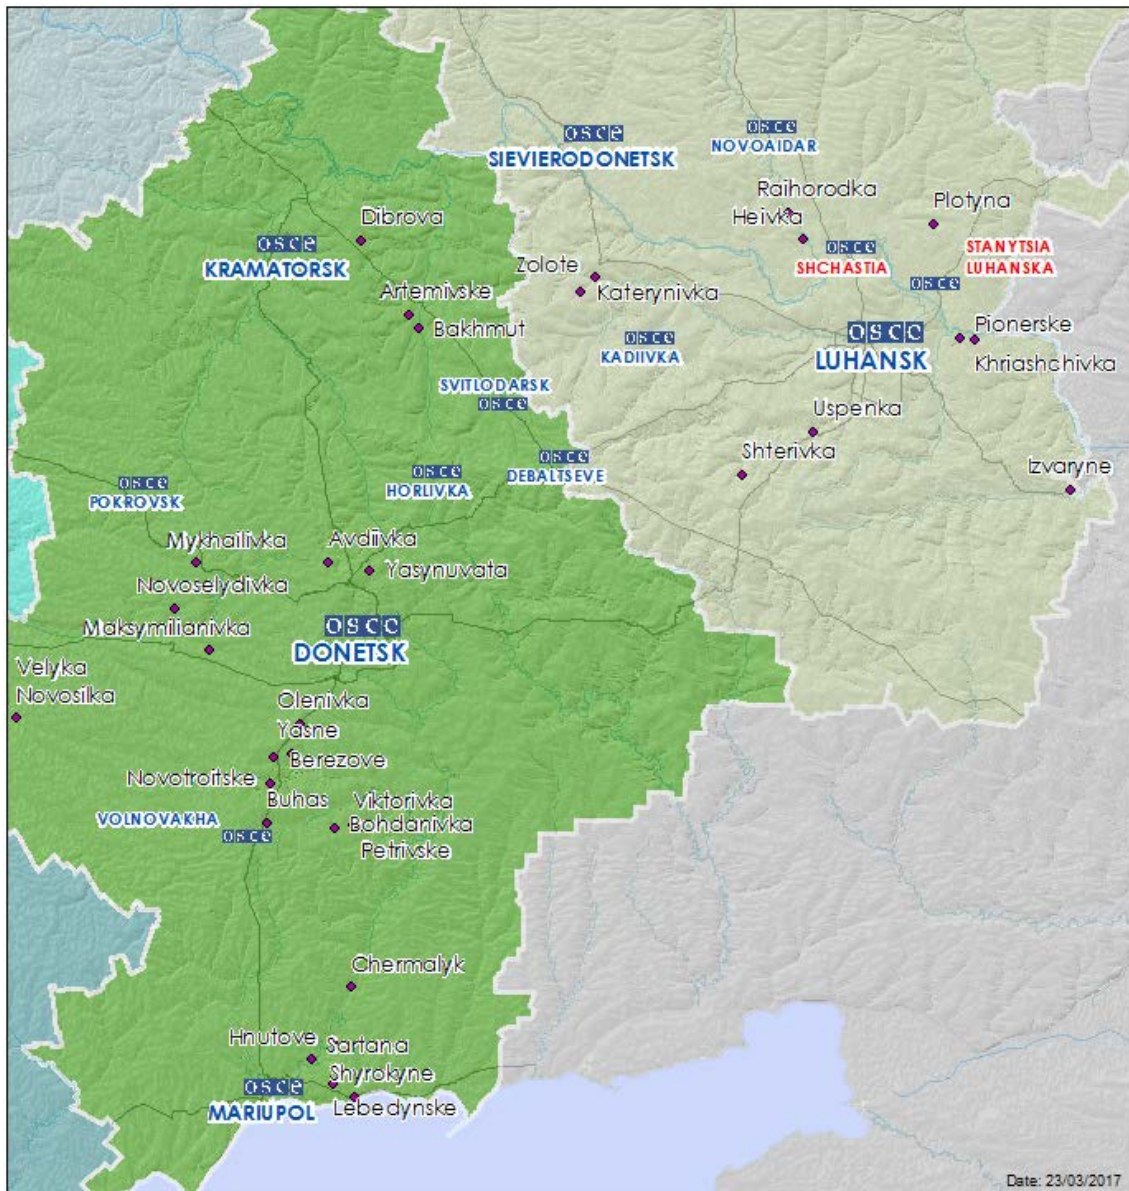 osce
SIEVIERODONETSK
osce
NOVOAIDAR
Raihorodka
Heivka
Plotyna
Dibrova
osce
KRAMATORSK
osce
SHCHASTIA
STANYTSIA
LUHANSKA
osce
Zolote
Katerynivka
Artemivske
Bakhmut
osce
KADIIVKA
osce
LUHANSK
Pionerske
Khriashchivka
SVITLODARSK
osce
Uspenka
Shterivka
Izvaryne
osce
POKROVSK
osce
HORLIVKA
osce
DEBALTSEVE
Mykhailivka
Avdiivka
Yasynuvata
Novoselydivka
Maksymilianivka
osce
DONETSK
Velyka
Novosilka
Olenivka
Yasne
Berezove
Novotroitske
Buhas
Viktorivka
VOLNOVAKHA
osce
Bohdanivka
Petrivske
Chermalyk
Hnutove
Sartana
Shyrokyne
osce
MARIUPOL
Lebedynske
Date: 23/03/2017